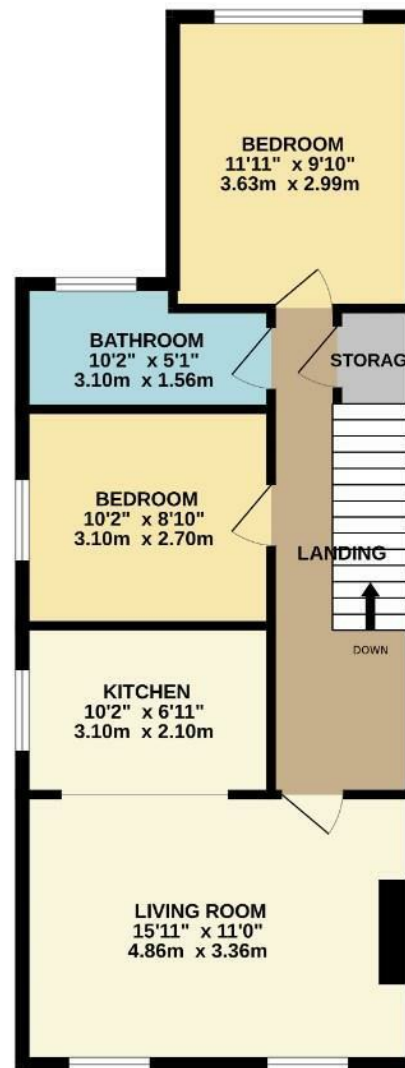 BEDROOM
11'11" x 9'10"
3.63m x 2.99m
BATHROOM
10'2" x 5'1"
3.10m x 1.56m
STORAG
BEDROOM
10'2" x 8'10"
3.10m x 2.70m
LANDING
DOWN
KITCHEN
10'2" x 6'11"
3.10m x 2.10m
LIVING ROOM
15'11" x 11'0"
4.86m x 3.36m